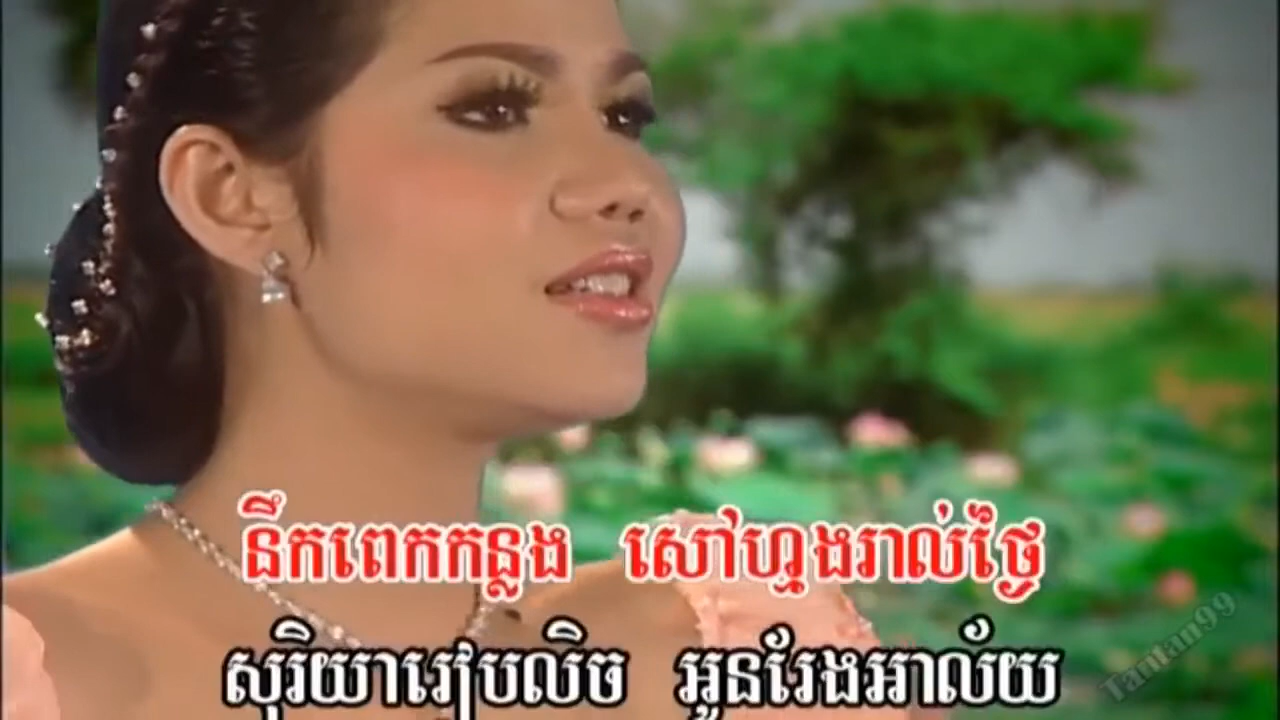 នឹកពេកកន្លង សៅហ្មងរាល់ថ្ងៃ
សុរិយារៀបលិច អូនរែងអាល័យ
Tantan99